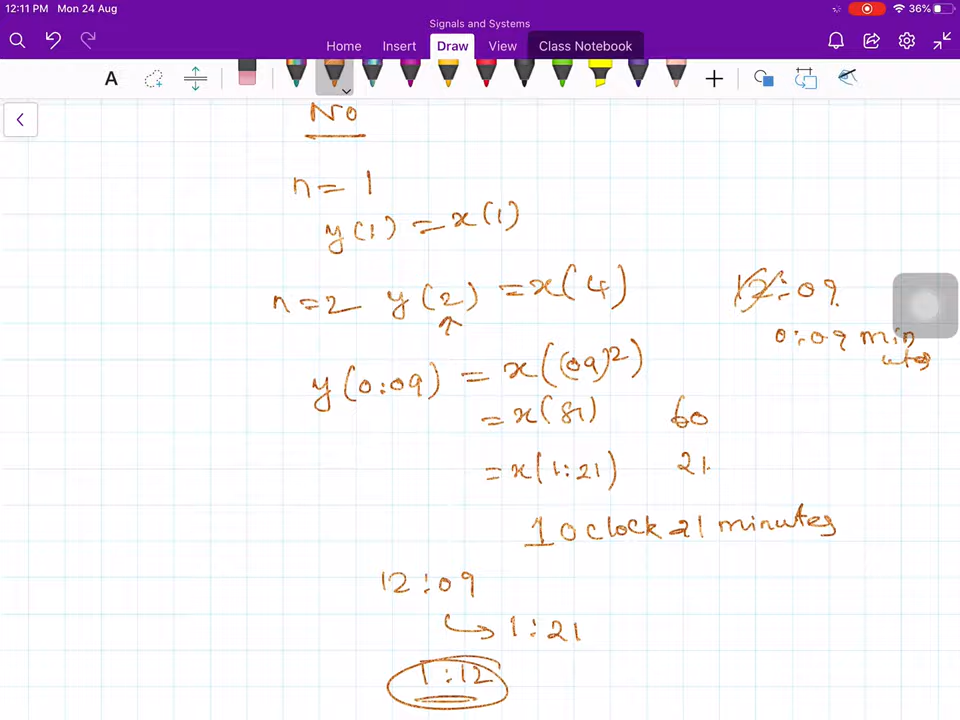 12:11 PM Mon 24 Aug
36%
Signals and Systems
Home Insert Draw View Class Notebook
A
No
n = 1
y(1) = x(1)
n = 2 y(2) = x(4)
12:09
0:09 minutes
y(0:09) = x((09)^2)
= x(81) 60
= x(1:21) 21
1 o clock 21 minutes
12:09
1:21
1:12